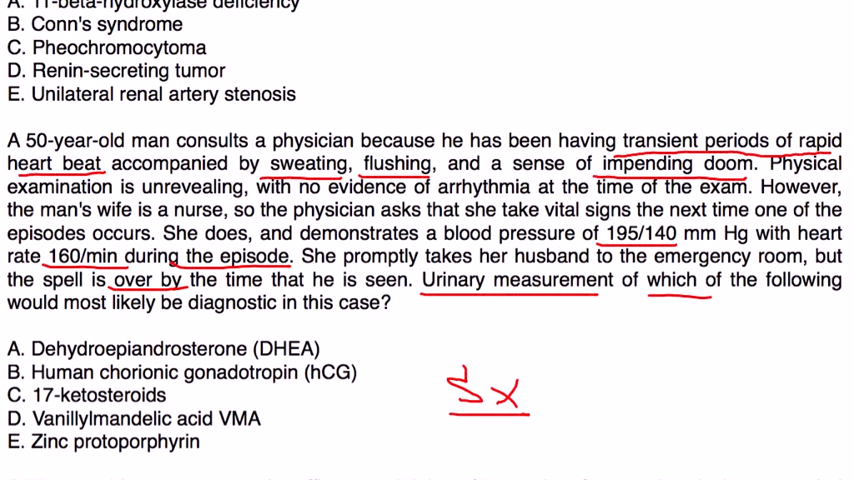 A. 11-beta-hydroxylase deficiency
B. Conn's syndrome
C. Pheochromocytoma
D. Renin-secreting tumor
E. Unilateral renal artery stenosis
A 50-year-old man consults a physician because he has been having transient periods of rapid
heart beat accompanied by sweating, flushing, and a sense of impending doom. Physical
examination is unrevealing, with no evidence of arrhythmia at the time of the exam. However,
the man's wife is a nurse, so the physician asks that she take vital signs the next time one of the
episodes occurs. She does, and demonstrates a blood pressure of 195/140 mm Hg with heart
rate 160/min during the episode. She promptly takes her husband to the emergency room, but
the spell is over by the time that he is seen. Urinary measurement of which of the following
would most likely be diagnostic in this case?
A. Dehydroepiandrosterone (DHEA)
B. Human chorionic gonadotropin (hCG)
C. 17-ketosteroids
Sx
D. Vanillylmandelic acid VMA
E. Zinc protoporphyrin